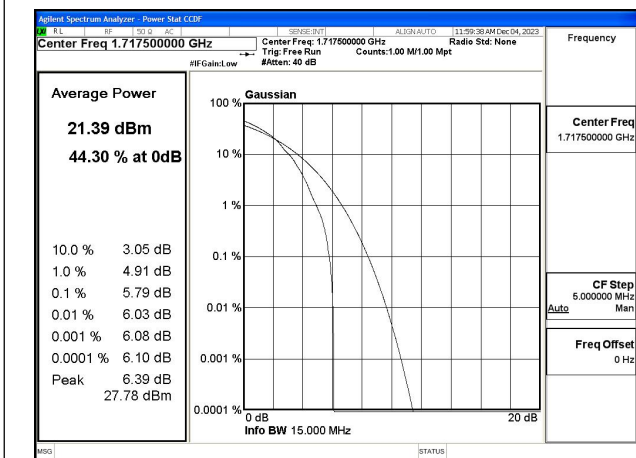 Agilent Spectrum Analyzer - Power Stat CCDF
RL RF 50 Ω AC SENSE:INT ALIGN AUTO 11:59:38 AM Dec 04, 2023
Center Freq 1.717500000 GHz
Center Freq: 1.717500000 GHz Radio Std: None
Trig: Free Run Counts:1.00 M/1.00 Mpt
#IFGain:Low #Atten: 40 dB
Frequency
Average Power
21.39 dBm
44.30 % at 0dB
10.0 % 3.05 dB
1.0 % 4.91 dB
0.1 % 5.79 dB
0.01 % 6.03 dB
0.001 % 6.08 dB
0.0001 % 6.10 dB
Peak 6.39 dB
27.78 dBm
Gaussian
100 %
10 %
1 %
0.1 %
0.01 %
0.001 %
0.0001 %
0 dB 20 dB
Info BW 15.000 MHz
Center Freq
1.717500000 GHz
CF Step
5.000000 MHz
Auto Man
Freq Offset
0 Hz
MSG STATUS